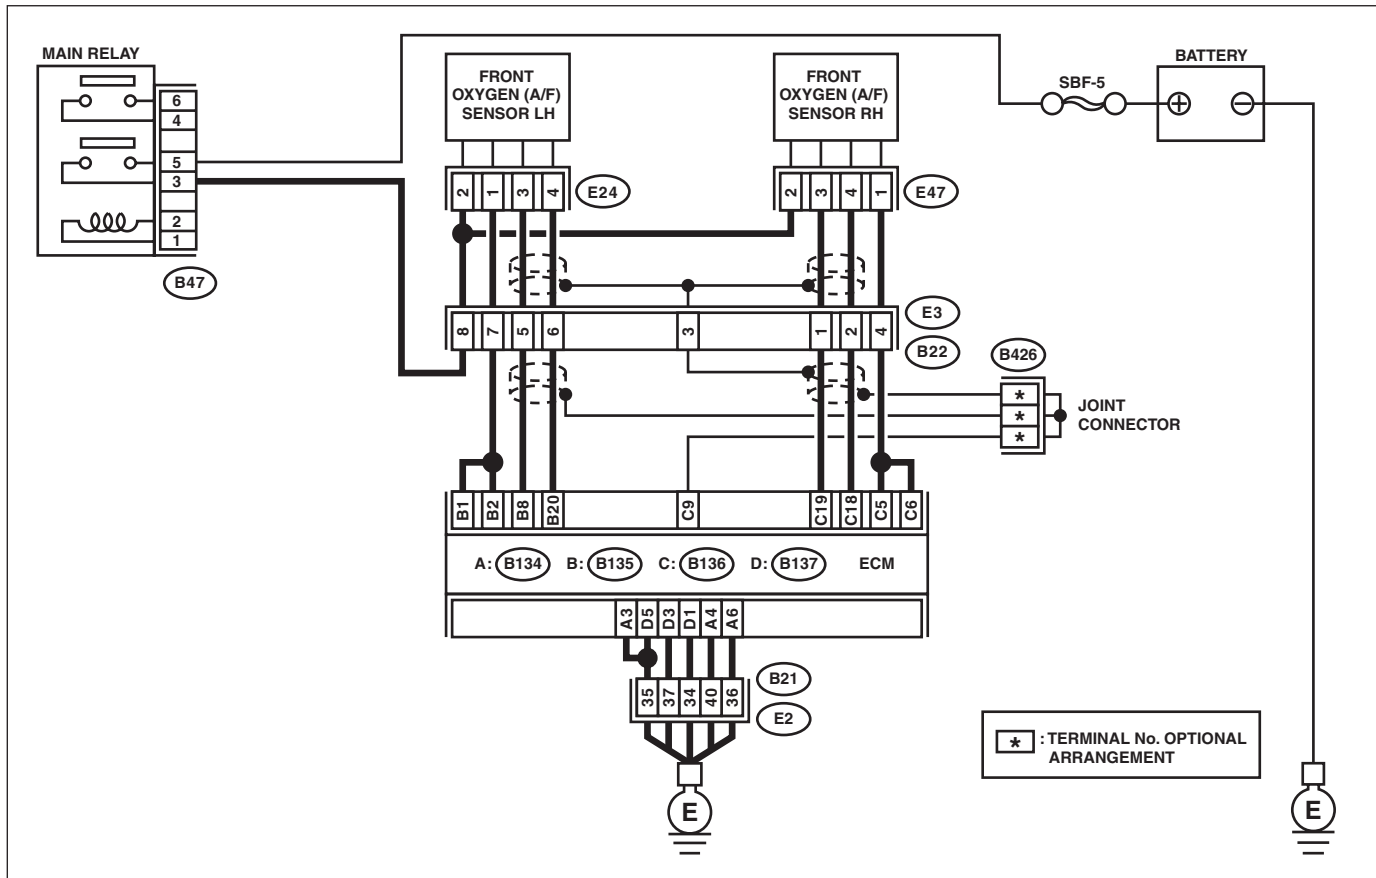 MAIN RELAY
6
4
5
3
2
1
B47
FRONT
OXYGEN (A/F)
SENSOR LH
2 1 3 4
E24
FRONT
OXYGEN (A/F)
SENSOR RH
2 3 4 1
E47
SBF-5
BATTERY
+ −
8 7 5 6 3 1 2 4
E3
B22
B426
*
*
*
JOINT
CONNECTOR
B1 B2 B8 B20 C9 C19 C18 C5 C6
A: B134 B: B135 C: B136 D: B137 ECM
A3 D5 D3 D1 A4 A6
35 37 34 40 36
B21
E2
E
* : TERMINAL No. OPTIONAL
ARRANGEMENT
E